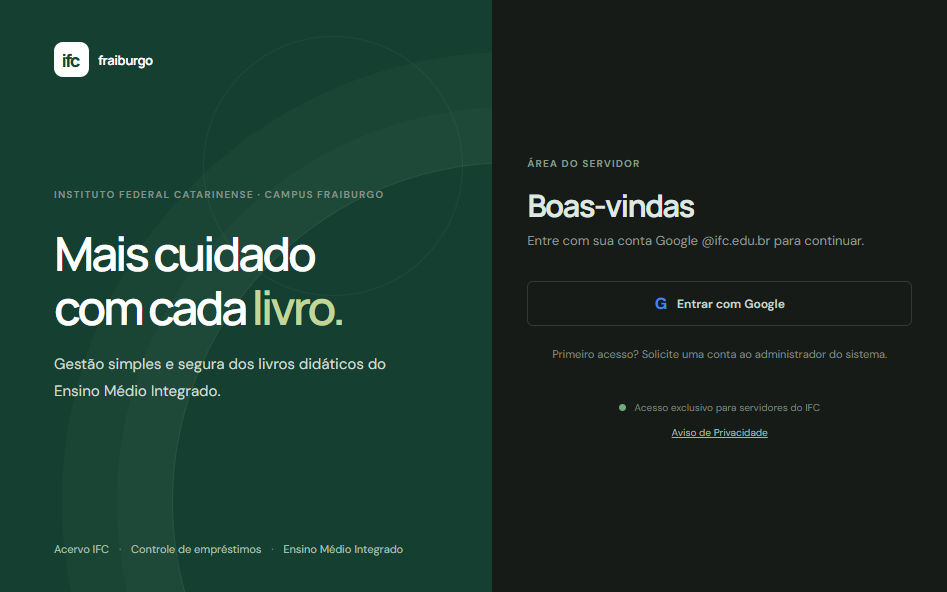 ifc fraiburgo
INSTITUTO FEDERAL CATARINENSE · CAMPUS FRAIBURGO
Mais cuidado
com cada livro.
Gestão simples e segura dos livros didáticos do
Ensino Médio Integrado.
Acervo IFC · Controle de empréstimos · Ensino Médio Integrado
ÁREA DO SERVIDOR
Boas-vindas
Entre com sua conta Google @ifc.edu.br para continuar.
G Entrar com Google
Primeiro acesso? Solicite uma conta ao administrador do sistema.
Acesso exclusivo para servidores do IFC
Aviso de Privacidade